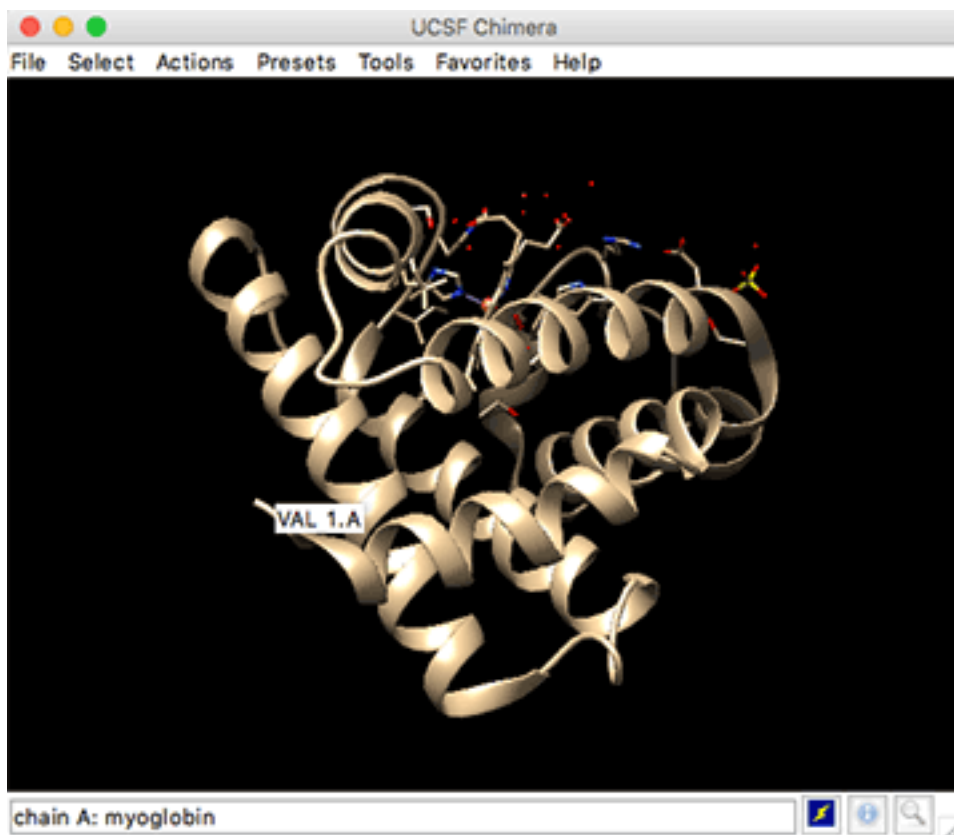 UCSF Chimera
File Select Actions Presets Tools Favorites Help
VAL 1.A
chain A: myoglobin